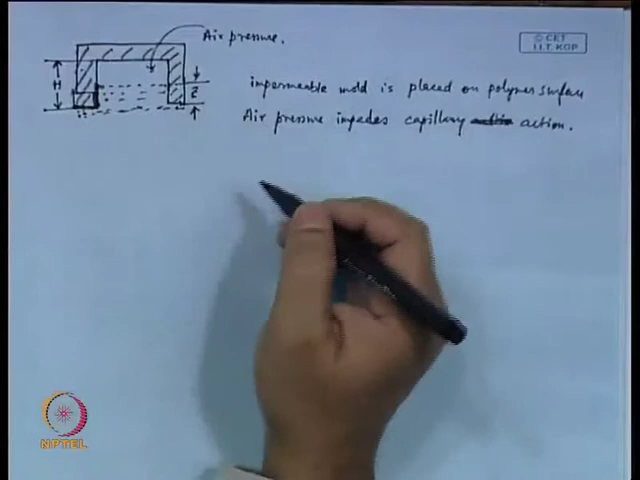 Air pressure.
© CET
I.I.T. KGP
H
z
impermeable mold is placed on polymer surface
Air pressure impedes capillary action.
NPTEL